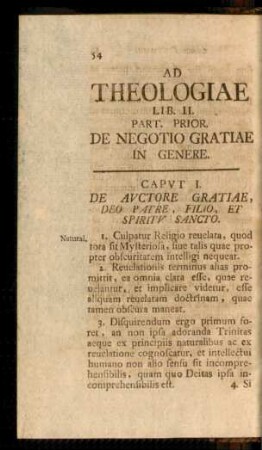 54
AD
THEOLOGIAE
LIB. II.
PART. PRIOR.
DE NEGOTIO GRATIAE
IN GENERE.
CAPVT I.
DE AVCTORE GRATIAE,
DEO PATRE, FILIO, ET
SPIRITV SANCTO.
Natural. 1. Culpatur Religio reuelata, quod
tota sit Mysteriosa, siue talis quae prop
pter obscuritatem intelligi nequeat.
2. Reuelationis terminus alias pro-
mittit, ea omnia clara esse, quae re-
uelantur, et implicare videtur, esse
aliquam reuelatam doctrinam, quae
tamen obscura maneat.
3. Disquirendum ergo primum fo-
ret, an non ipsa adoranda Trinitas
aeque ex principiis naturalibus ac ex
reuelatione cognoscatur, et intellectui
humano non alio sensu sit incompre-
hensibilis, quam quo Deitas ipsa in-
comprehensibilis est. 4. Si